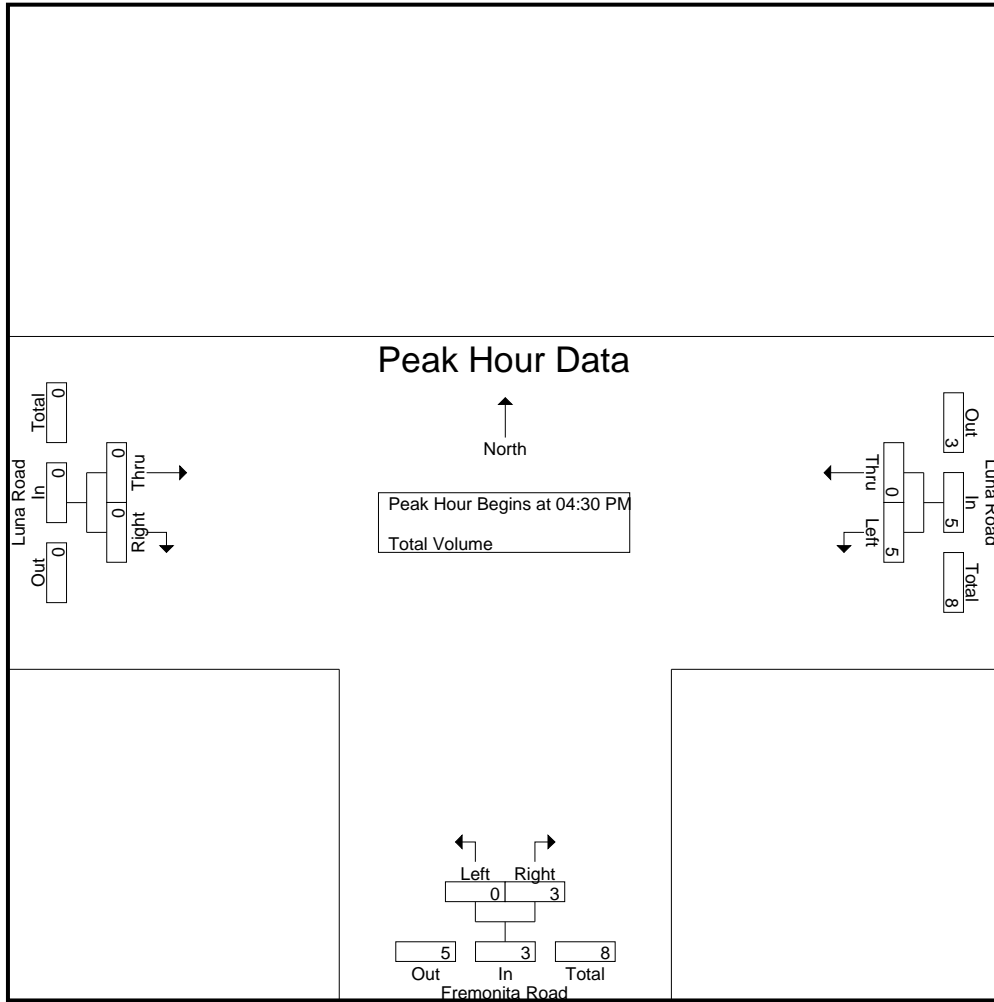 Peak Hour Data
North
Peak Hour Begins at 04:30 PM
Total Volume
Luna Road
Total
0
In
0
Out
0
Thru
0
Right
0
Luna Road
Out
3
In
5
Total
8
Thru
0
Left
5
Left Right
0 3
5 3 8
Out In Total
Fremonita Road